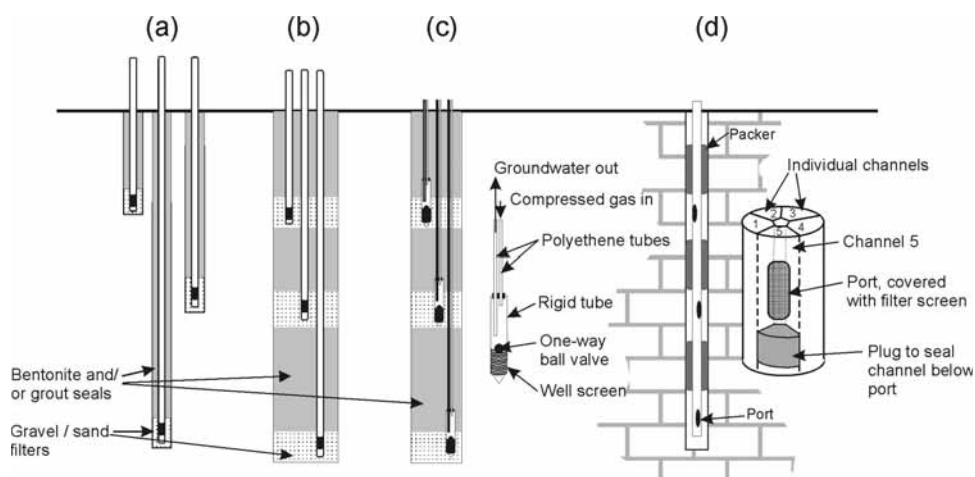 (a)
(b)
(c)
(d)
Packer
Groundwater out
Compressed gas in
Polyethene tubes
Rigid tube
One-way
ball valve
Well screen
Bentonite and/
or grout seals
Gravel / sand
filters
Port
Individual channels
1
2
3
4
5
Channel 5
Port, covered
with filter screen
Plug to seal
channel below
port